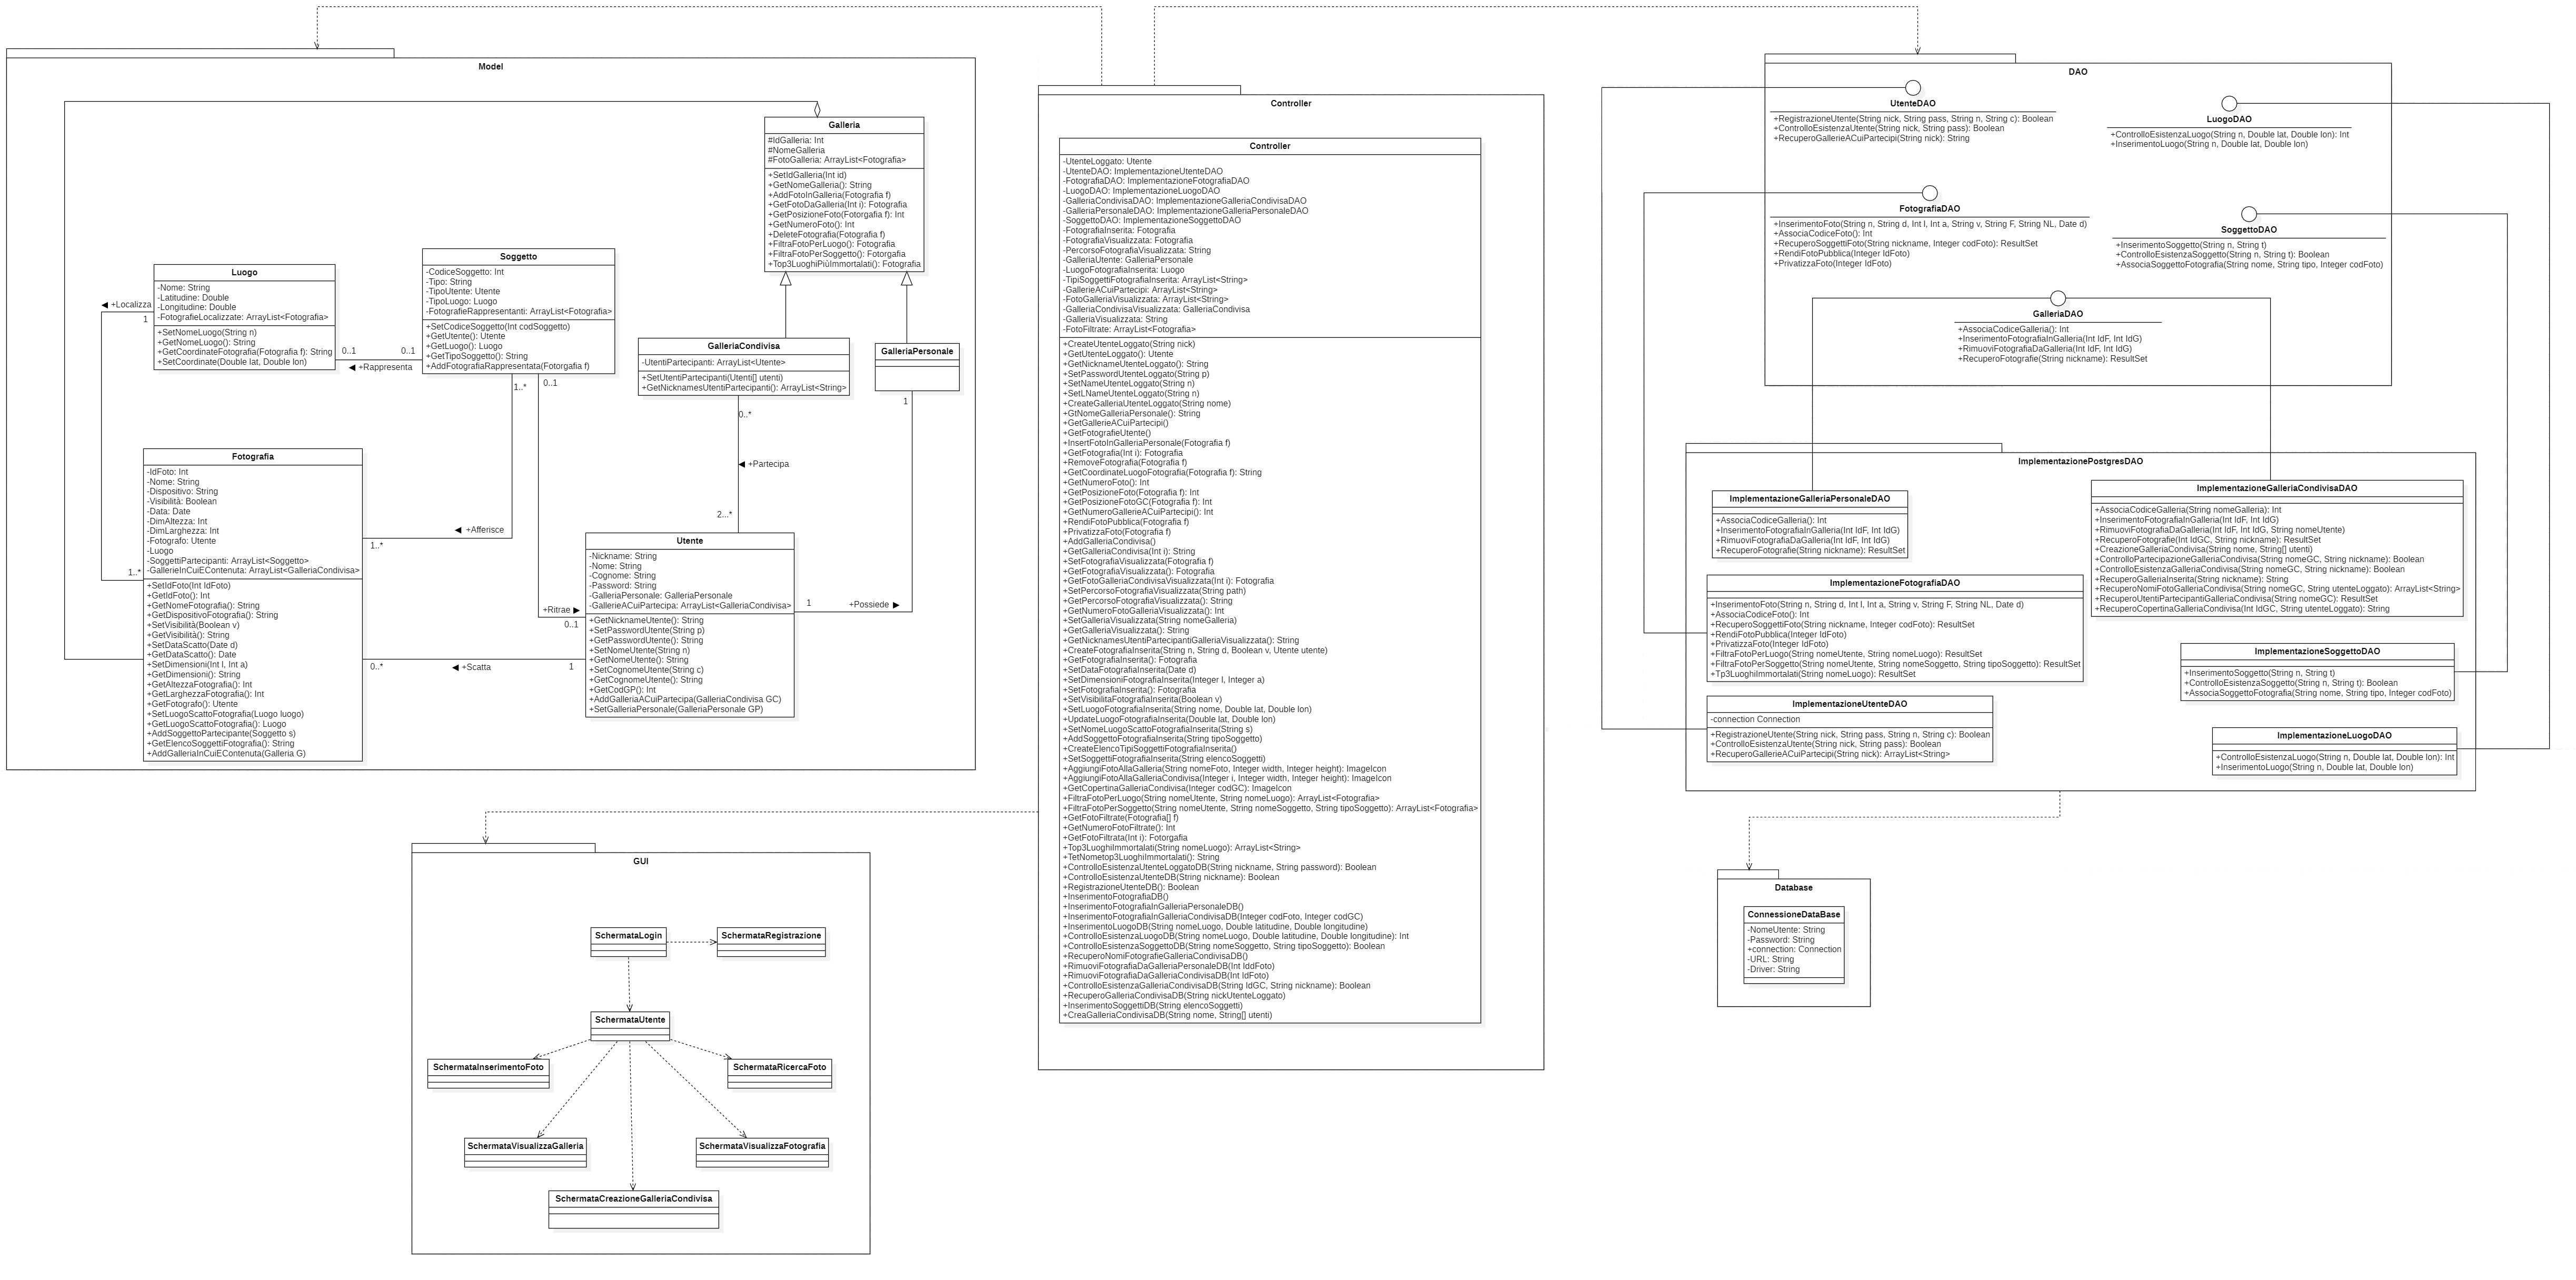 Model
Galleria
#IdGalleria: Int
#NomeGalleria
#FotoGalleria: ArrayList<Fotografia>
+SetIdGalleria(Int id)
+GetNomeGalleria(): String
+AddFotoInGalleria(Fotografia f)
+GetFotoDaGalleria(Int i): Fotografia
+GetPosizioneFoto(Fotorgafia f): Int
+GetNumeroFoto(): Int
+DeleteFotografia(Fotografia f)
+FiltraFotoPerLuogo(): Fotografia
+FiltraFotoPerSoggetto(): Fotorgafia
+Top3LuoghiPiùImmortalati(): Fotografia
Luogo
-Nome: String
-Latitudine: Double
-Longitudine: Double
-FotografieLocalizzate: ArrayList<Fotografia>
+SetNomeLuogo(String n)
+GetNomeLuogo(): String
+GetCoordinateFotografia(Fotografia f): String
+SetCoordinate(Double lat, Double lon)
◀ +Localizza
1
1..*
Soggetto
-CodiceSoggetto: Int
-Tipo: String
-TipoUtente: Utente
-TipoLuogo: Luogo
-FotografieRappresentanti: ArrayList<Fotografia>
+SetCodiceSoggetto(Int codSoggetto)
+GetUtente(): Utente
+GetLuogo(): Luogo
+GetTipoSoggetto(): String
+AddFotografiaRappresentata(Fotorgafia f)
0..1
0..1
◀ +Rappresenta
1..*
0..1
GalleriaCondivisa
-UtentiPartecipanti: ArrayList<Utente>
+SetUtentiPartecipanti(Utenti[] utenti)
+GetNicknamesUtentiPartecipanti(): ArrayList<String>
GalleriaPersonale
1
0..*
◀ +Partecipa
2...*
Fotografia
-IdFoto: Int
-Nome: String
-Dispositivo: String
-Visibilità: Boolean
-Data: Date
-DimAltezza: Int
-DimLarghezza: Int
-Fotografo: Utente
-Luogo
-SoggettiPartecipanti: ArrayList<Soggetto>
-GallerieInCuiEContenuta: ArrayList<GalleriaCondivisa>
+SetIdFoto(Int IdFoto)
+GetIdFoto(): Int
+GetNomeFotografia(): String
+GetDispositivoFotografia(): String
+SetVisibilità(Boolean v)
+GetVisibilità(): String
+SetDataScatto(Date d)
+GetDataScatto(): Date
+SetDimensioni(Int l, Int a)
+GetDimensioni(): String
+GetAltezzaFotografia(): Int
+GetLarghezzaFotografia(): Int
+GetFotografo(): Utente
+SetLuogoScattoFotografia(Luogo luogo)
+GetLuogoScattoFotografia(): Luogo
+AddSoggettoPartecipante(Soggetto s)
+GetElencoSoggettiFotografia(): String
+AddGalleriaInCuiEContenuta(Galleria G)
◀ +Afferisce
1..*
Utente
-Nickname: String
-Nome: String
-Cognome: String
-Password: String
-GalleriaPersonale: GalleriaPersonale
-GallerieACuiPartecipa: ArrayList<GalleriaCondivisa>
+GetNicknameUtente(): String
+SetPasswordUtente(String p)
+GetPasswordUtente(): String
+SetNomeUtente(String n)
+GetNomeUtente(): String
+SetCognomeUtente(String c)
+GetCognomeUtente(): String
+GetCodGP(): Int
+AddGalleriaACuiPartecipa(GalleriaCondivisa GC)
+SetGalleriaPersonale(GalleriaPersonale GP)
+Ritrae ▶
0..1
1
+Possiede ▶
0..*
◀ +Scatta
1
Controller
Controller
-UtenteLoggato: Utente
-UtenteDAO: ImplementazioneUtenteDAO
-FotografiaDAO: ImplementazioneFotografiaDAO
-LuogoDAO: ImplementazioneLuogoDAO
-GalleriaCondivisaDAO: ImplementazioneGalleriaCondivisaDAO
-GalleriaPersonaleDAO: ImplementazioneGalleriaPersonaleDAO
-SoggettoDAO: ImplementazioneSoggettoDAO
-FotografiaInserita: Fotografia
-FotografiaVisualizzata: Fotografia
-PercorsoFotografiaVisualizzata: String
-GalleriaUtente: GalleriaPersonale
-LuogoFotografiaInserita: Luogo
-TipiSoggettiFotografiaInserita: ArrayList<String>
-GallerieACuiPartecipi: ArrayList<String>
-FotoGalleriaVisualizzata: ArrayList<String>
-GalleriaCondivisaVisualizzata: GalleriaCondivisa
-GalleriaVisualizzata: String
-FotoFiltrate: ArrayList<Fotografia>
+CreateUtenteLoggato(String nick)
+GetUtenteLoggato(): Utente
+GetNicknameUtenteLoggato(): String
+SetPasswordUtenteLoggato(String p)
+SetNameUtenteLoggato(String n)
+SetLNameUtenteLoggato(String n)
+CreateGalleriaUtenteLoggato(String nome)
+GtNomeGalleriaPersonale(): String
+GetGallerieACuiPartecipi()
+GetFotografieUtente()
+InsertFotoInGalleriaPersonale(Fotografia f)
+GetFotografia(Int i): Fotografia
+RemoveFotografia(Fotografia f)
+GetCoordinateLuogoFotografia(Fotografia f): String
+GetNumeroFoto(): Int
+GetPosizioneFoto(Fotografia f): Int
+GetPosizioneFotoGC(Fotografia f): Int
+GetNumeroGallerieACuiPartecipi(): Int
+RendiFotoPubblica(Fotografia f)
+PrivatizzaFoto(Fotografia f)
+AddGalleriaCondivisa()
+GetGalleriaCondivisa(Int i): String
+SetFotografiaVisualizzata(Fotografia f)
+GetFotografiaVisualizzata(): Fotografia
+GetFotoGalleriaCondivisaVisualizzata(Int i): Fotografia
+SetPercorsoFotografiaVisualizzata(String path)
+GetPercorsoFotografiaVisualizzata(): String
+GetNumeroFotoGalleriaVisualizzata(): Int
+SetGalleriaVisualizzata(String nomeGalleria)
+GetGalleriaVisualizzata(): String
+GetNicknamesUtentiPartecipantiGalleriaVisualizzata(): String
+CreateFotografiaInserita(String n, String d, Boolean v, Utente utente)
+GetFotografiaInserita(): Fotografia
+SetDataFotografiaInserita(Date d)
+SetDimensioniFotografiaInserita(Integer l, Integer a)
+SetFotografiaInserita(): Fotografia
+SetVisibilitaFotografiaInserita(Boolean v)
+SetLuogoFotografiaInserita(String nome, Double lat, Double lon)
+UpdateLuogoFotografiaInserita(Double lat, Double lon)
+SetNomeLuogoScattoFotografiaInserita(String s)
+AddSoggettoFotografiaInserita(String tipoSoggetto)
+CreateElencoTipiSoggettiFotografiaInserita()
+SetSoggettiFotografiaInserita(String elencoSoggetti)
+AggiungiFotoAllaGalleria(String nomeFoto, Integer width, Integer height): ImageIcon
+AggiungiFotoAllaGalleriaCondivisa(Integer i, Integer width, Integer height): ImageIcon
+GetCopertinaGalleriaCondivisa(Integer codGC): ImageIcon
+FiltraFotoPerLuogo(String nomeUtente, String nomeLuogo): ArrayList<Fotografia>
+FiltraFotoPerSoggetto(String nomeUtente, String nomeSoggetto, String tipoSoggetto): ArrayList<Fotografia>
+GetFotoFiltrate(Fotografia[] f)
+GetNumeroFotoFiltrate(): Int
+GetFotoFiltrata(Int i): Fotorgafia
+Top3LuoghiImmortalati(String nomeLuogo): ArrayList<String>
+TetNometop3LuoghiImmortalati(): String
+ControlloEsistenzaUtenteLoggatoDB(String nickname, String password): Boolean
+ControlloEsistenzaUtenteDB(String nickname): Boolean
+RegistrazioneUtenteDB(): Boolean
+InserimentoFotografiaDB()
+InserimentoFotografiaInGalleriaPersonaleDB()
+InserimentoFotografiaInGalleriaCondivisaDB(Integer codFoto, Integer codGC)
+InserimentoLuogoDB(String nomeLuogo, Double latitudine, Double longitudine)
+ControlloEsistenzaLuogoDB(String nomeLuogo, Double latitudine, Double longitudine): Int
+ControlloEsistenzaSoggettoDB(String nomeSoggetto, String tipoSoggetto): Boolean
+RecuperoNomiFotografieGalleriaCondivisaDB()
+RimuoviFotografiaDaGalleriaPersonaleDB(Int IddFoto)
+RimuoviFotografiaDaGalleriaCondivisaDB(Int IdFoto)
+ControlloEsistenzaGalleriaCondivisaDB(String IdGC, String nickname): Boolean
+RecuperoGalleriaCondivisaDB(String nickUtenteLoggato)
+InserimentoSoggettiDB(String elencoSoggetti)
+CreaGalleriaCondivisaDB(String nome, String[] utenti)
DAO
UtenteDAO
+RegistrazioneUtente(String nick, String pass, String n, String c): Boolean
+ControlloEsistenzaUtente(String nick, String pass): Boolean
+RecuperoGallerieACuiPartecipi(String nick): String
LuogoDAO
+ControlloEsistenzaLuogo(String n, Double lat, Double lon): Int
+InserimentoLuogo(String n, Double lat, Double lon)
FotografiaDAO
+InserimentoFoto(String n, String d, Int l, Int a, String v, String F, String NL, Date d)
+AssociaCodiceFoto(): Int
+RecuperoSoggettiFoto(String nickname, Integer codFoto): ResultSet
+RendiFotoPubblica(Integer IdFoto)
+PrivatizzaFoto(Integer IdFoto)
SoggettoDAO
+InserimentoSoggetto(String n, String t)
+ControlloEsistenzaSoggetto(String n, String t): Boolean
+AssociaSoggettoFotografia(String nome, String tipo, Integer codFoto)
GalleriaDAO
+AssociaCodiceGalleria(): Int
+InserimentoFotografiaInGalleria(Int IdF, Int IdG)
+RimuoviFotografiaDaGalleria(Int IdF, Int IdG)
+RecuperoFotografie(String nickname): ResultSet
ImplementazionePostgresDAO
ImplementazioneGalleriaPersonaleDAO
+AssociaCodiceGalleria(): Int
+InserimentoFotografiaInGalleria(Int IdF, Int IdG)
+RimuoviFotografiaDaGalleria(Int IdF, Int IdG)
+RecuperoFotografie(String nickname): ResultSet
ImplementazioneGalleriaCondivisaDAO
+AssociaCodiceGalleria(String nomeGalleria): Int
+InserimentoFotografiaInGalleria(Int IdF, Int IdG)
+RimuoviFotografiaDaGalleria(Int IdF, Int IdG, String nomeUtente)
+RecuperoFotografie(Int IdGC, String nickname): ResultSet
+CreazioneGalleriaCondivisa(String nome, String[] utenti)
+ControlloPartecipazioneGalleriaCondivisa(String nomeGC, String nickname): Boolean
+ControlloEsistenzaGalleriaCondivisa(String nomeGC, String nickname): Boolean
+RecuperoGalleriaInserita(String nickname): String
+RecuperoNomiFotoGalleriaCondivisa(String nomeGC, String utenteLoggato): ArrayList<String>
+RecuperoUtentiPartecipantiGalleriaCondivisa(String nomeGC): ResultSet
+RecuperoCopertinaGalleriaCondivisa(Int IdGC, String utenteLoggato): String
ImplementazioneFotografiaDAO
+InserimentoFoto(String n, String d, Int l, Int a, String v, String F, String NL, Date d)
+AssociaCodiceFoto(): Int
+RecuperoSoggettiFoto(String nickname, Integer codFoto): ResultSet
+RendiFotoPubblica(Integer IdFoto)
+PrivatizzaFoto(Integer IdFoto)
+FiltraFotoPerLuogo(String nomeUtente, String nomeLuogo): ResultSet
+FiltraFotoPerSoggetto(String nomeUtente, String nomeSoggetto, String tipoSoggetto): ResultSet
+Tp3LuoghiImmortalati(String nomeLuogo): ResultSet
ImplementazioneSoggettoDAO
+InserimentoSoggetto(String n, String t)
+ControlloEsistenzaSoggetto(String n, String t): Boolean
+AssociaSoggettoFotografia(String nome, String tipo, Integer codFoto)
ImplementazioneUtenteDAO
-connection Connection
+RegistrazioneUtente(String nick, String pass, String n, String c): Boolean
+ControlloEsistenzaUtente(String nick, String pass): Boolean
+RecuperoGallerieACuiPartecipi(String nick): ArrayList<String>
ImplementazioneLuogoDAO
+ControlloEsistenzaLuogo(String n, Double lat, Double lon): Int
+InserimentoLuogo(String n, Double lat, Double lon)
GUI
SchermataLogin
SchermataRegistrazione
SchermataUtente
SchermataInserimentoFoto
SchermataRicercaFoto
SchermataVisualizzaGalleria
SchermataVisualizzaFotografia
SchermataCreazioneGalleriaCondivisa
Database
ConnessioneDataBase
-NomeUtente: String
-Password: String
+connection: Connection
-URL: String
-Driver: String